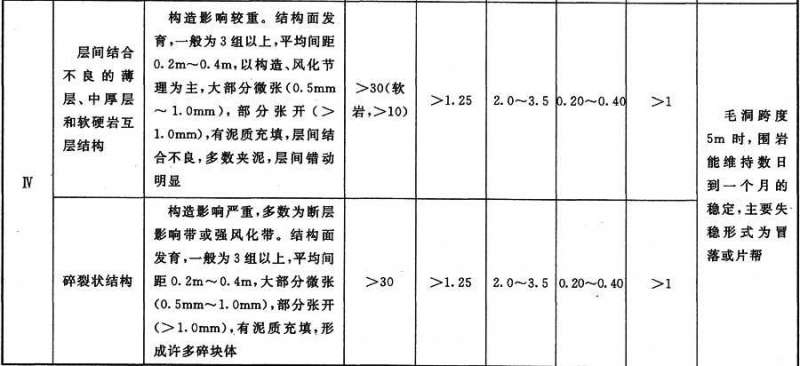 Ⅳ
层间结合
不良的薄
层、中厚层
和软硬岩互
层结构
构造影响较重。结构面发
育,一般为3组以上,平均间距
0.2m～0.4m,以构造、风化节
理为主,大部分微张(0.5mm
～1.0mm),部分张开(>
1.0mm),有泥质充填,层间结
合不良,多数夹泥,层间错动
明显
>30(软
岩,>10)
>1.25
2.0～3.5
0.20～0.40
>1
毛洞跨度
5m时,围岩
能维持数日
到一个月的
稳定,主要失
稳形式为冒
落或片帮
碎裂状结构
构造影响严重,多数为断层
影响带或强风化带。结构面
发育,一般为3组以上,平均间
距0.2m～0.4m,大部分微张
(0.5mm～1.0mm),部分张开
(>1.0mm),有泥质充填,形
成许多碎块体
>30
>1.25
2.0～3.5
0.20～0.40
>1